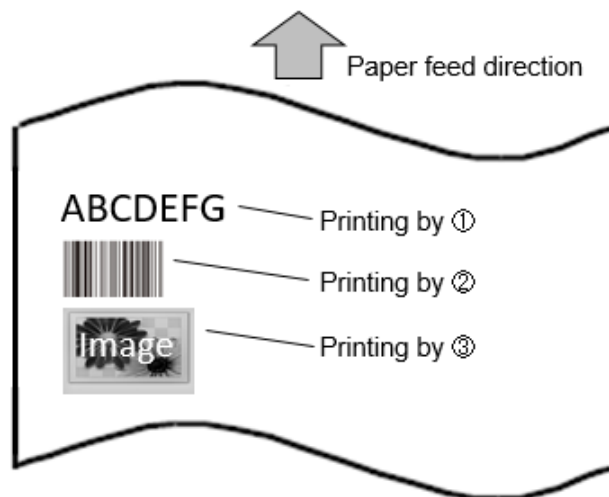 Paper feed direction
ABCDEFG
Printing by ①
Printing by ②
Image
Printing by ③